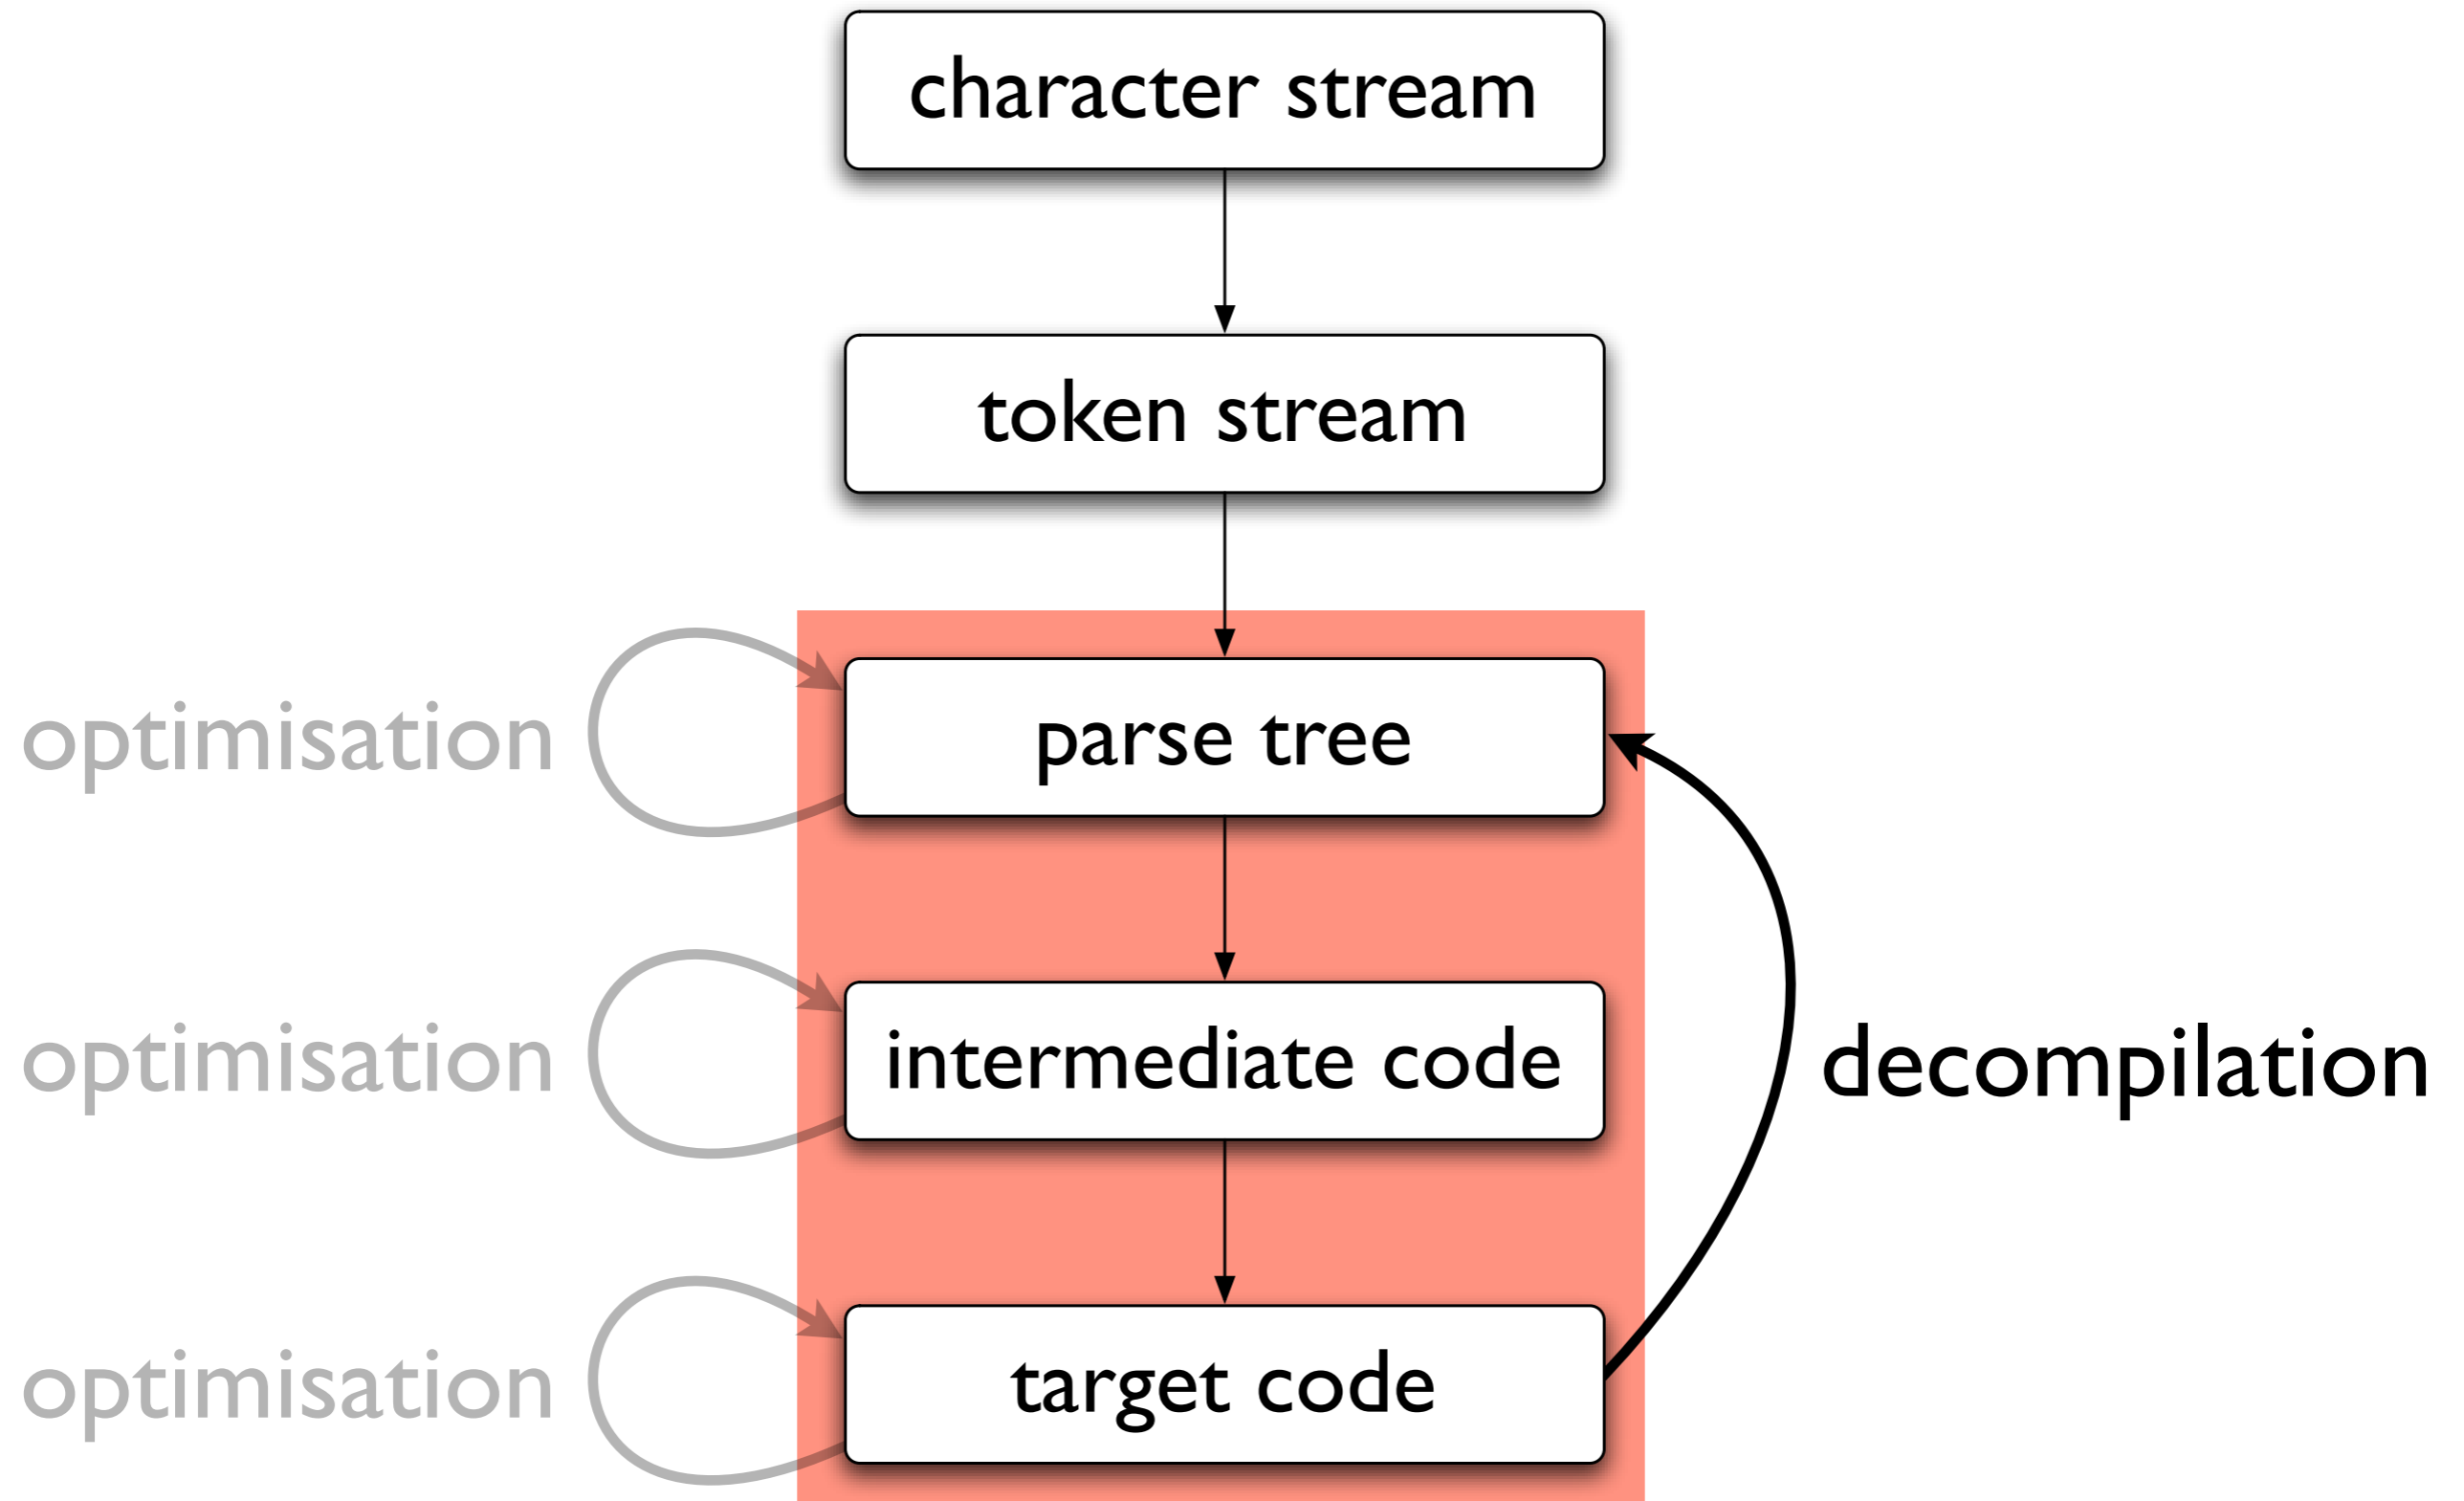 character stream
token stream
optimisation
parse tree
optimisation
intermediate code
decompilation
optimisation
target code